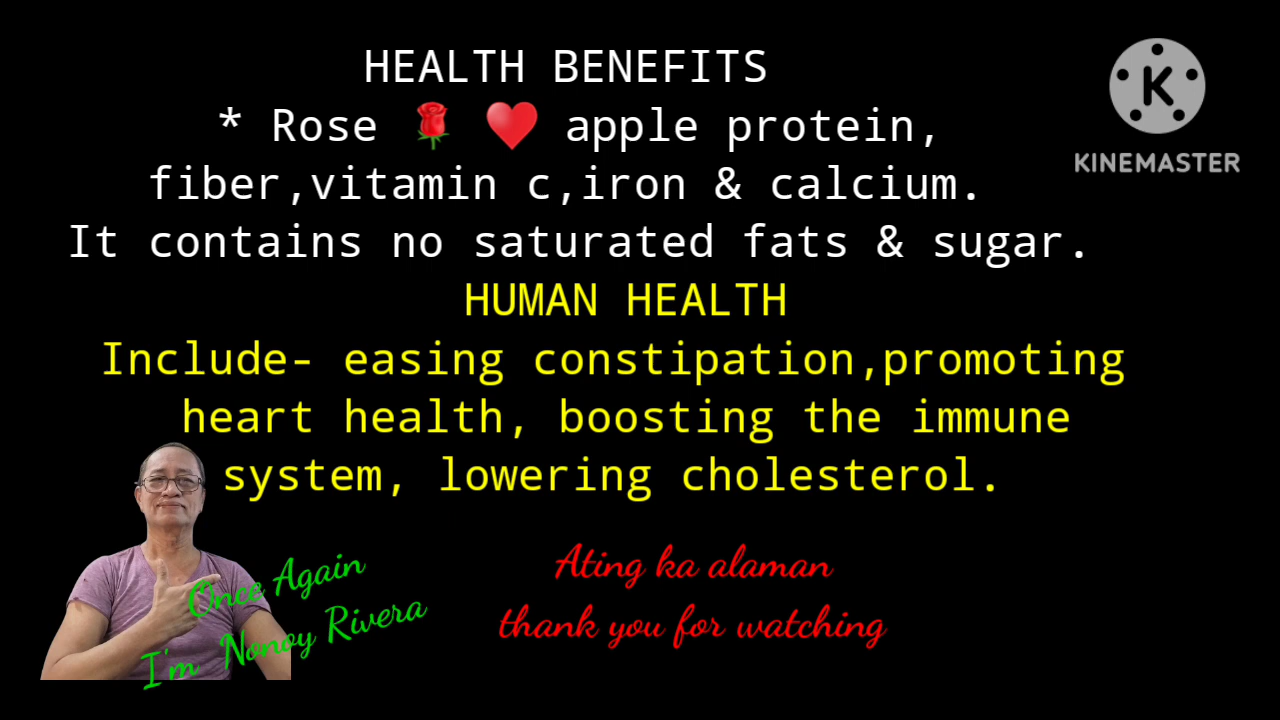 HEALTH BENEFITS
* Rose 🌹 ♥️ apple protein,
fiber,vitamin c,iron & calcium.
It contains no saturated fats & sugar.
HUMAN HEALTH
Include- easing constipation,promoting
heart health, boosting the immune
system, lowering cholesterol.
Once Again
I'm Nonoy Rivera
Ating ka alaman
thank you for watching
K
KINEMASTER